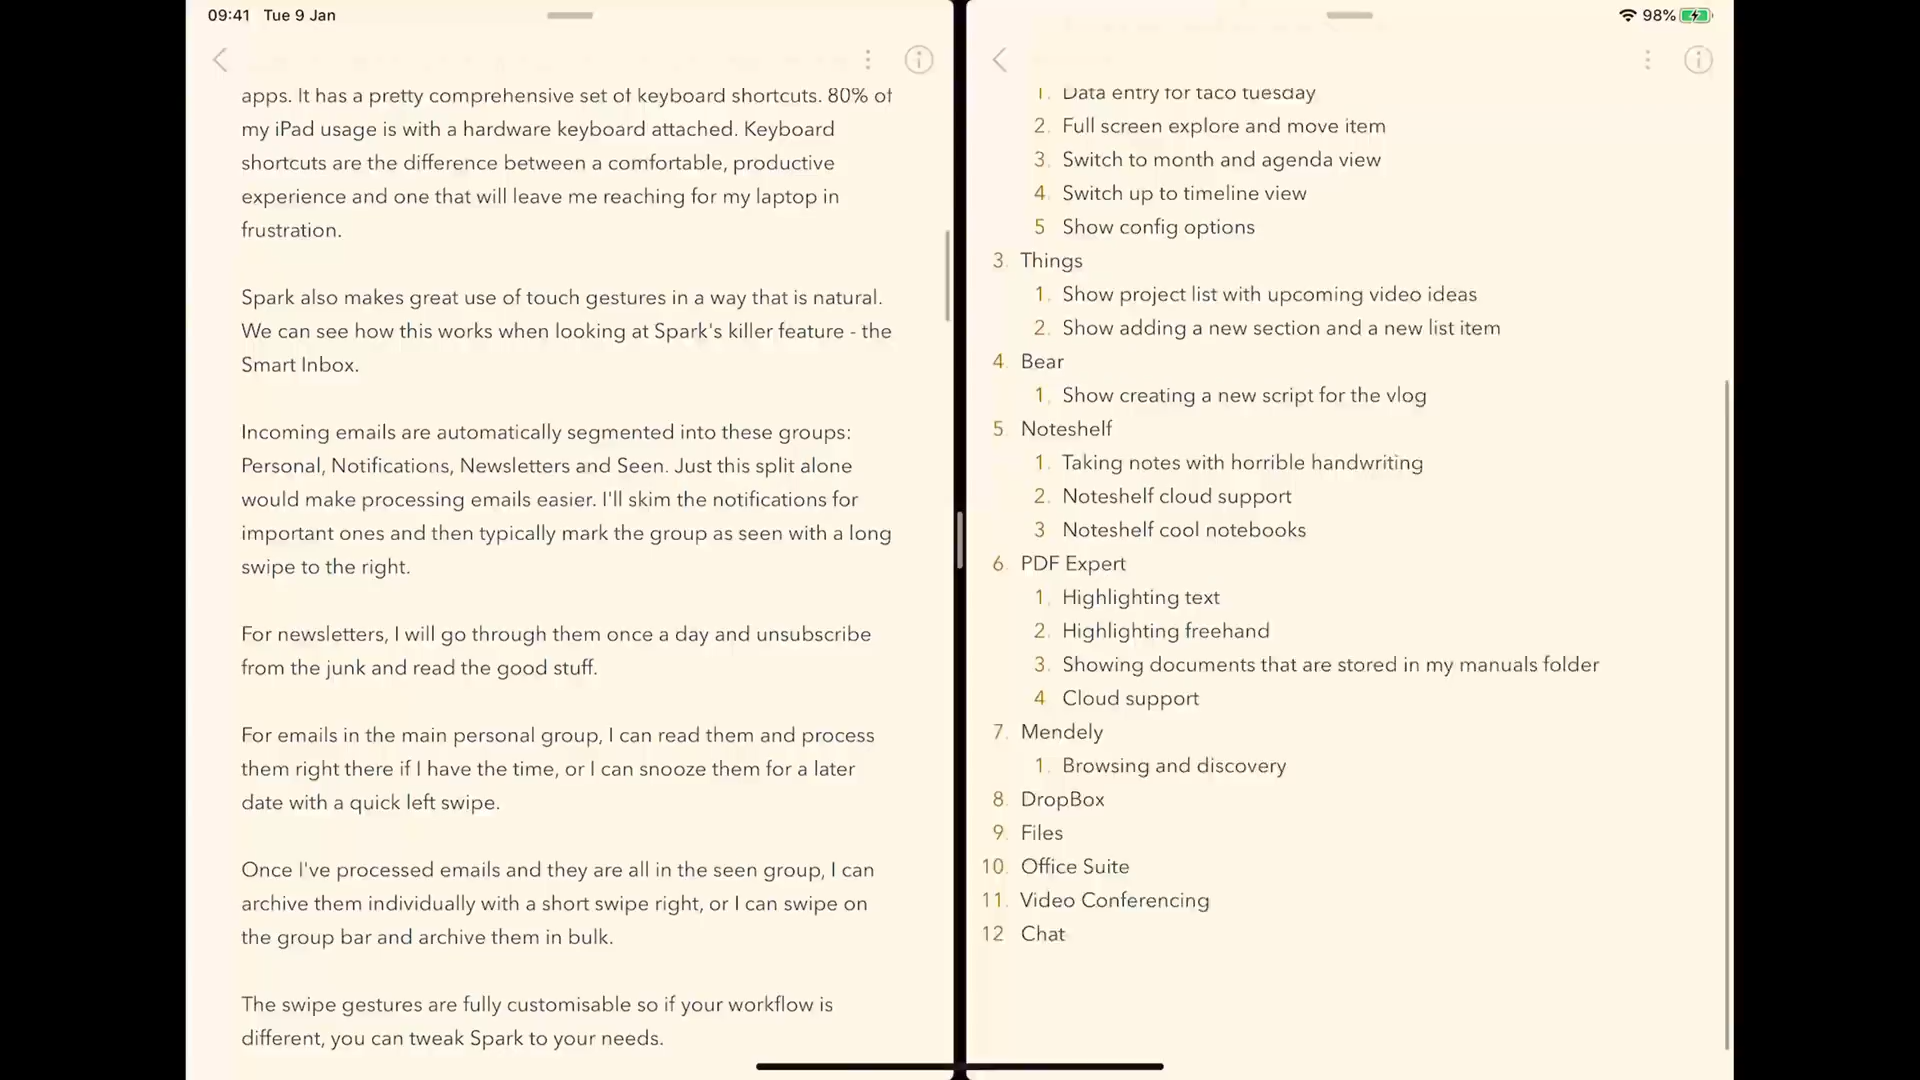 09:41 Tue 9 Jan
98%
apps. It has a pretty comprehensive set of keyboard shortcuts. 80% of
my iPad usage is with a hardware keyboard attached. Keyboard
shortcuts are the difference between a comfortable, productive
experience and one that will leave me reaching for my laptop in
frustration.
Spark also makes great use of touch gestures in a way that is natural.
We can see how this works when looking at Spark's killer feature - the
Smart Inbox.
Incoming emails are automatically segmented into these groups:
Personal, Notifications, Newsletters and Seen. Just this split alone
would make processing emails easier. I'll skim the notifications for
important ones and then typically mark the group as seen with a long
swipe to the right.
For newsletters, I will go through them once a day and unsubscribe
from the junk and read the good stuff.
For emails in the main personal group, I can read them and process
them right there if I have the time, or I can snooze them for a later
date with a quick left swipe.
Once I've processed emails and they are all in the seen group, I can
archive them individually with a short swipe right, or I can swipe on
the group bar and archive them in bulk.
The swipe gestures are fully customisable so if your workflow is
different, you can tweak Spark to your needs.
1. Data entry for taco tuesday
2. Full screen explore and move item
3. Switch to month and agenda view
4. Switch up to timeline view
5 Show config options
3. Things
1. Show project list with upcoming video ideas
2. Show adding a new section and a new list item
4. Bear
1. Show creating a new script for the vlog
5. Noteshelf
1. Taking notes with horrible handwriting
2. Noteshelf cloud support
3 Noteshelf cool notebooks
6. PDF Expert
1. Highlighting text
2. Highlighting freehand
3. Showing documents that are stored in my manuals folder
4 Cloud support
7. Mendely
1. Browsing and discovery
8. DropBox
9. Files
10. Office Suite
11. Video Conferencing
12 Chat